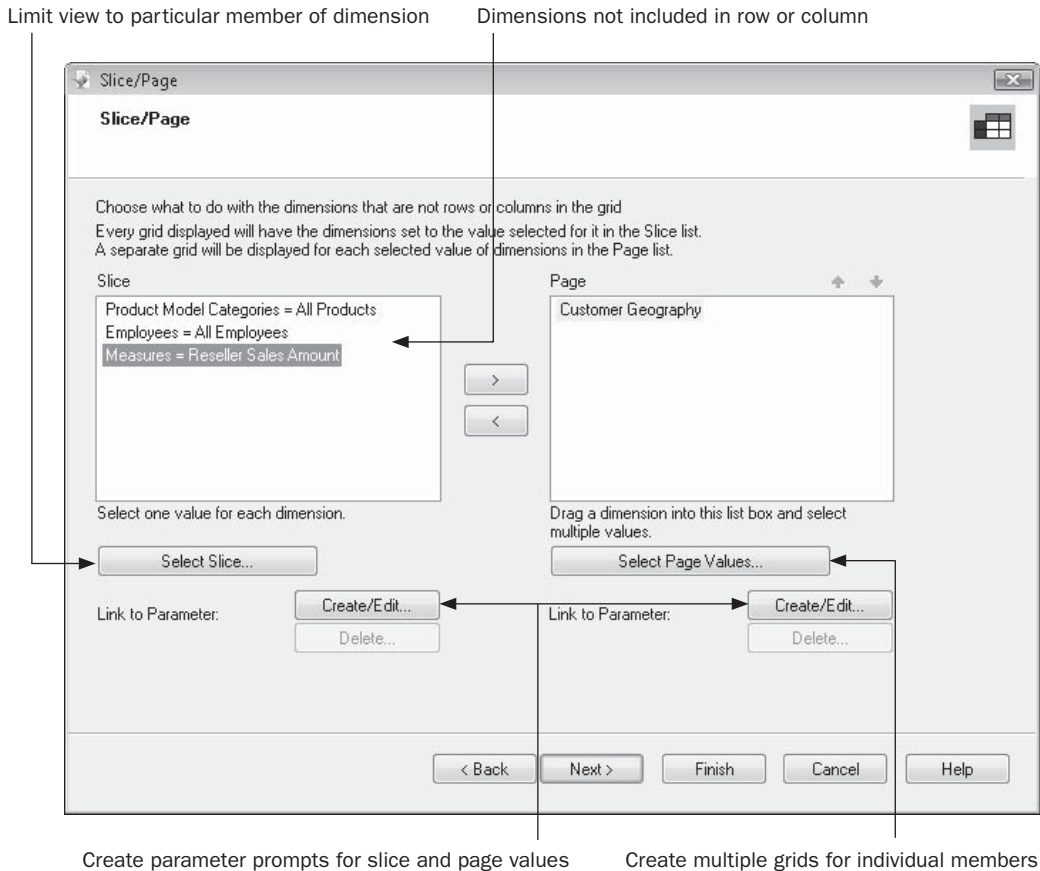 Limit view to particular member of dimension
Dimensions not included in row or column
Slice/Page
Slice/Page
Choose what to do with the dimensions that are not rows or columns in the grid
Every grid displayed will have the dimensions set to the value selected for it in the Slice list.
A separate grid will be displayed for each selected value of dimensions in the Page list.
Slice
Page
Product Model Categories = All Products
Employees = All Employees
Measures = Reseller Sales Amount
Customer Geography
>
<
Select one value for each dimension.
Drag a dimension into this list box and select
multiple values.
Select Slice...
Select Page Values...
Link to Parameter:
Create/Edit...
Delete...
Link to Parameter:
Create/Edit...
Delete...
< Back
Next >
Finish
Cancel
Help
Create parameter prompts for slice and page values
Create multiple grids for individual members